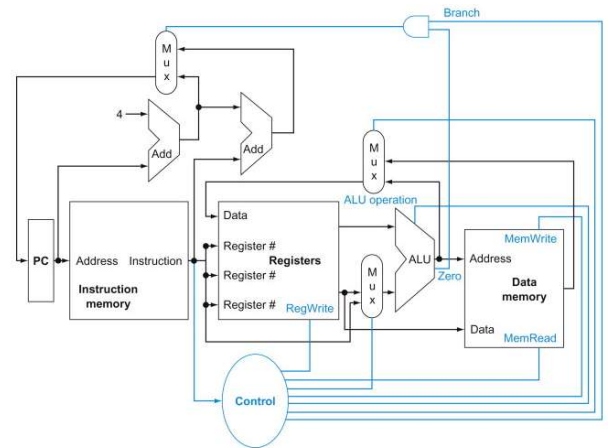 Branch
M
u
x
4
Add
Add
M
u
x
ALU operation
Data
Register #
Register #
Register #
Registers
RegWrite
PC
Address
Instruction
Instruction
memory
M
u
x
ALU
Zero
MemWrite
Address
Data
memory
Data
MemRead
Control